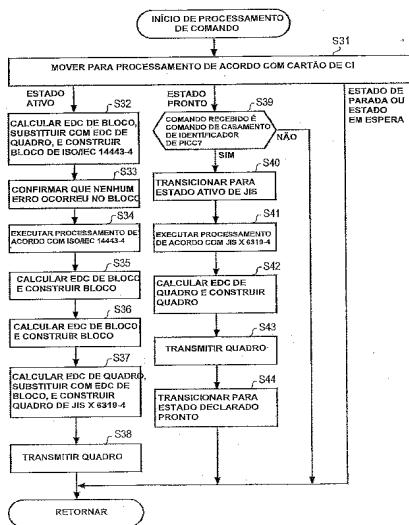 INÍCIO DE PROCESSAMENTO
DE COMANDO
S31
MOVER PARA PROCESSAMENTO DE ACORDO COM CARTÃO DE CI
ESTADO
ATIVO
S32
CALCULAR EDC DE BLOCO,
SUBSTITUIR COM EDC DE
QUADRO, E CONSTRUIR
BLOCO DE ISO/IEC 14443-4
S33
CONFIRMAR QUE NENHUM
ERRO OCORREU NO BLOCO
S34
EXECUTAR PROCESSAMENTO DE
ACORDO COM ISO/IEC 14443-4
S35
CALCULAR EDC DE BLOCO
E CONSTRUIR BLOCO
S36
CALCULAR EDC DE BLOCO
E CONSTRUIR BLOCO
S37
CALCULAR EDC DE QUADRO,
SUBSTITUIR COM EDC DE
BLOCO, E CONSTRUIR
QUADRO DE JIS X 6319-4
S38
TRANSMITIR QUADRO
ESTADO
PRONTO
S39
COMANDO RECEBIDO É
COMANDO DE CASAMENTO
DE IDENTIFICADOR
DE PICC?
NÃO
SIM
S40
TRANSICIONAR PARA
ESTADO ATIVO DE JIS
S41
EXECUTAR PROCESSAMENTO
DE ACORDO COM JIS X 6319-4
S42
CALCULAR EDC DE
QUADRO E CONSTRUIR
QUADRO
S43
TRANSMITIR QUADRO
S44
TRANSICIONAR PARA
ESTADO DECLARADO
PRONTO
ESTADO DE
PARADA OU
ESTADO
EM ESPERA
RETORNAR